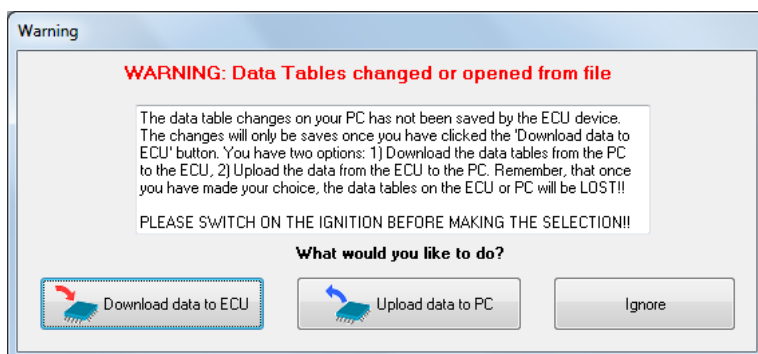 Warning
WARNING: Data Tables changed or opened from file
The data table changes on your PC has not been saved by the ECU device.
The changes will only be saves once you have clicked the 'Download data to
ECU' button. You have two options: 1) Download the data tables from the PC
to the ECU, 2) Upload the data from the ECU to the PC. Remember, that once
you have made your choice, the data tables on the ECU or PC will be LOST!!
PLEASE SWITCH ON THE IGNITION BEFORE MAKING THE SELECTION!!
What would you like to do?
Download data to ECU
Upload data to PC
Ignore